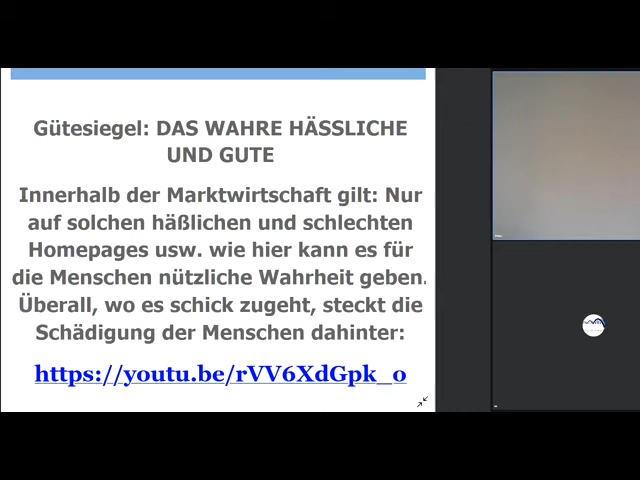 Gütesiegel: DAS WAHRE HÄSSLICHE
UND GUTE
Innerhalb der Marktwirtschaft gilt: Nur
auf solchen häßlichen und schlechten
Homepages usw. wie hier kann es für
die Menschen nützliche Wahrheit geben.
Überall, wo es schick zugeht, steckt die
Schädigung der Menschen dahinter:
https://youtu.be/rVV6XdGpk_o